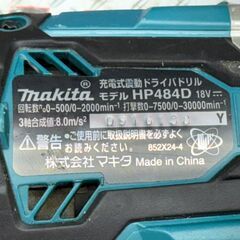 充電式震動ドライバドリル
makita モデル HP484D 18V⎓
回転数=0-500/0-2000min⁻¹ 打撃数=0-7500/0-30000min⁻¹
3軸合成値:8.0m/s²
Y
警告
ご使用前に取扱説明書をよく
お読みください。
852X24-4
株式会社マキタ Made in China